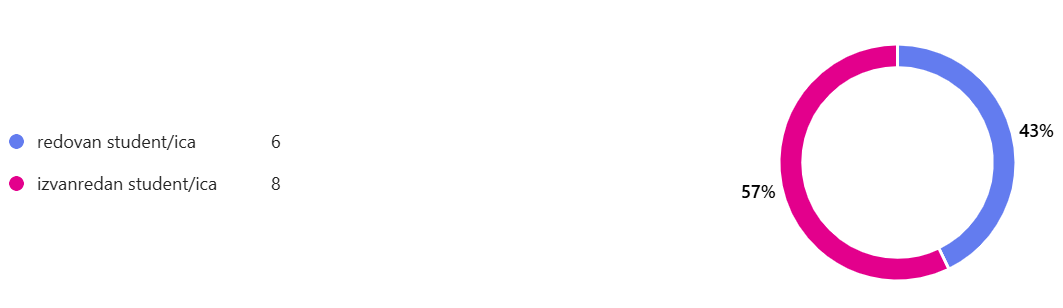 redovan student/ica 6
izvanredan student/ica 8
43%
57%